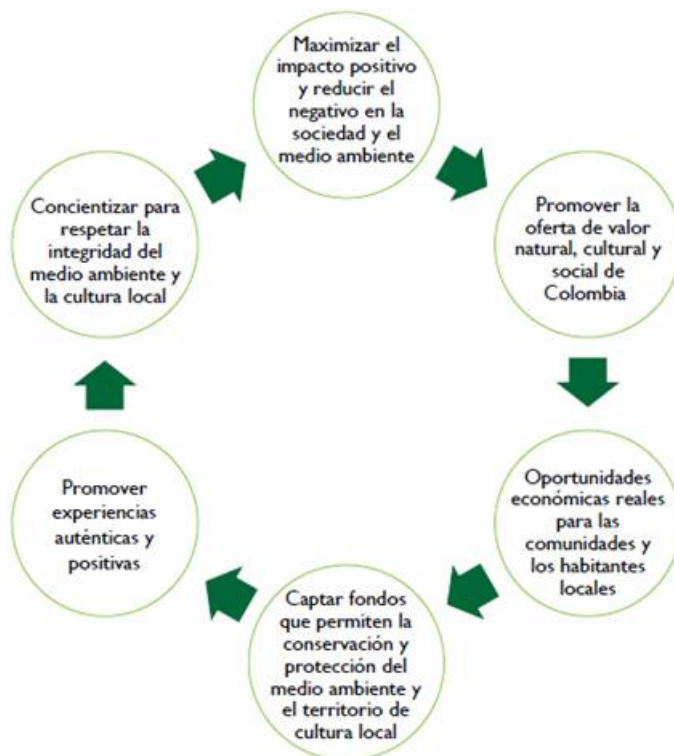 Maximizar el
impacto positivo
y reducir el
negativo en la
sociedad y el
medio ambiente
Promover la
oferta de valor
natural, cultural y
social de
Colombia
Oportunidades
económicas reales
para las
comunidades y
los habitantes
locales
Captar fondos
que permiten la
conservación y
protección del
medio ambiente y
el territorio de
cultura local
Promover
experiencias
auténticas y
positivas
Concientizar para
respetar la
integridad del
medio ambiente y
la cultura local